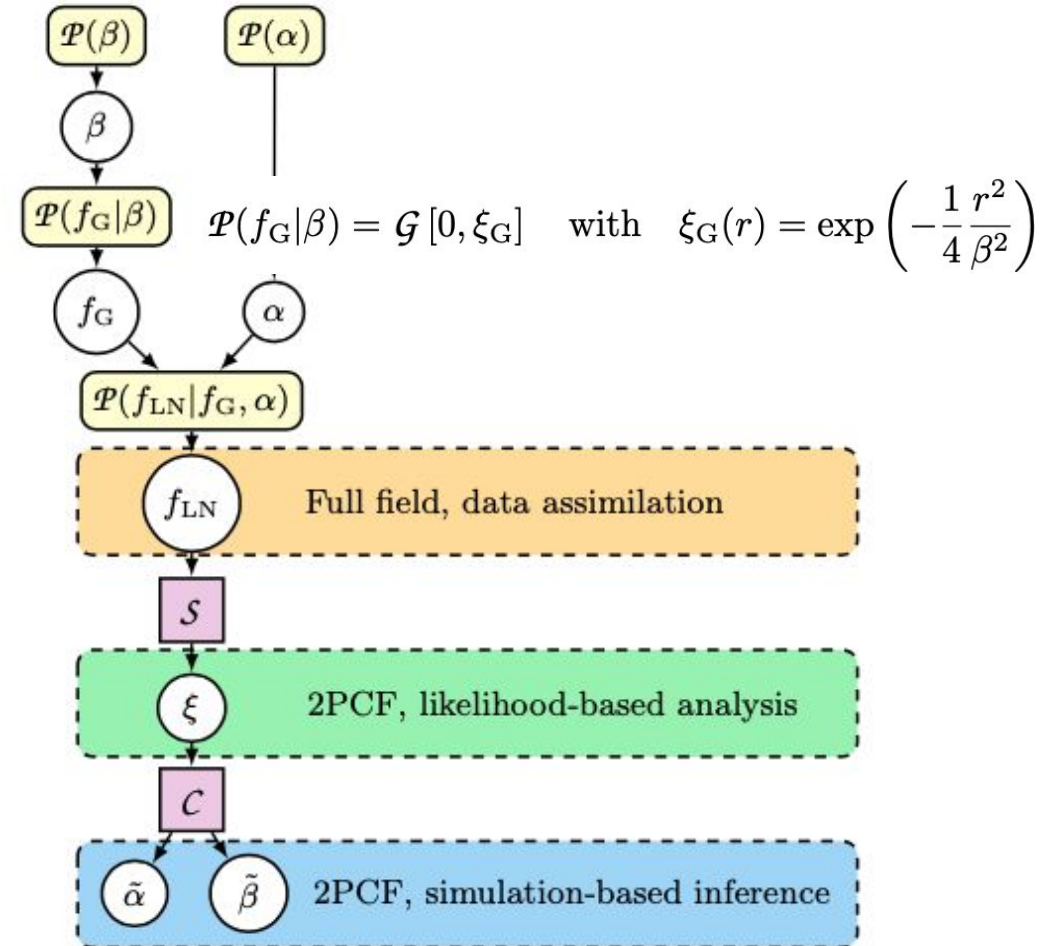 𝒫(β) 𝒫(α)
β
𝒫(f_G|β) 𝒫(f_G|β) = 𝒢 [0, ξ_G] with ξ_G(r) = exp(−1/4 r²/β²)
f_G α
𝒫(f_LN|f_G, α)
f_LN Full field, data assimilation
𝒮
ξ 2PCF, likelihood-based analysis
𝒞
α̃ β̃ 2PCF, simulation-based inference